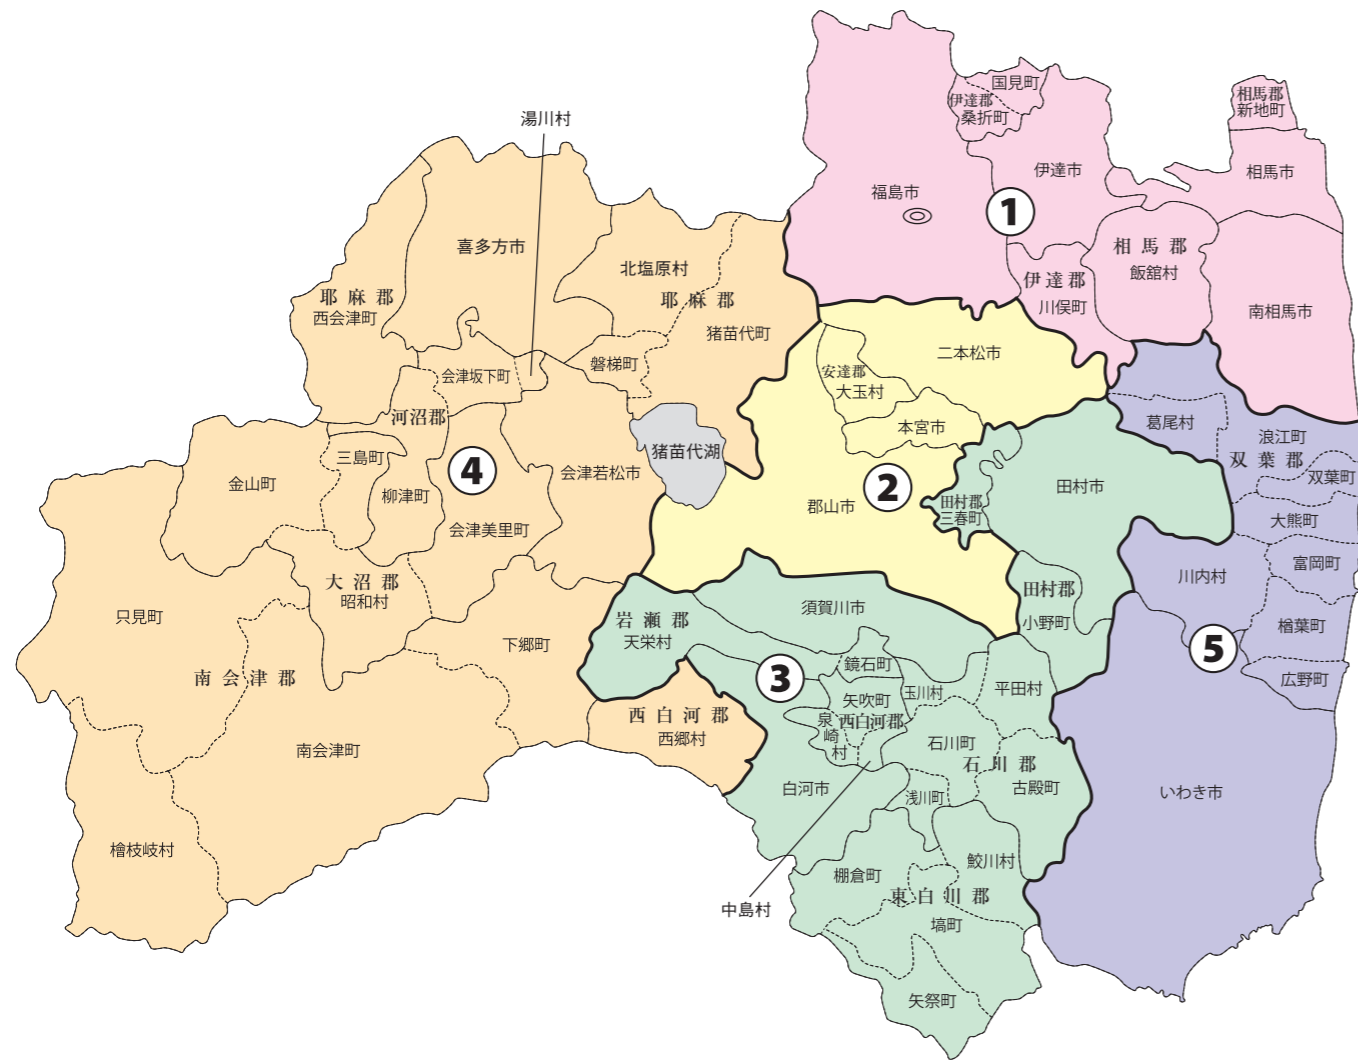 国見町
伊達郡
桑折町
相馬郡
新地町
湯川村
伊達市
相馬市
福島市
1
喜多方市
北塩原村
耶麻郡
相馬郡
飯舘村
伊達郡
川俣町
南相馬市
耶麻郡
西会津町
猪苗代町
磐梯町
会津坂下町
二本松市
安達郡
大玉村
本宮市
河沼郡
葛尾村
浪江町
双葉郡
双葉町
三島町
4
会津若松市
猪苗代湖
金山町
柳津町
2
郡山市
田村郡
三春町
田村市
大熊町
会津美里町
富岡町
川内村
大沼郡
昭和村
只見町
下郷町
岩瀬郡
天栄村
須賀川市
田村郡
小野町
楢葉町
5
広野町
鏡石町
3
南会津郡
玉川村
平田村
矢吹町
西白河郡
泉崎村
西白河郡
西郷村
南会津町
石川町
石川郡
古殿町
白河市
浅川町
いわき市
檜枝岐村
鮫川村
棚倉町
東白川郡
中島村
塙町
矢祭町